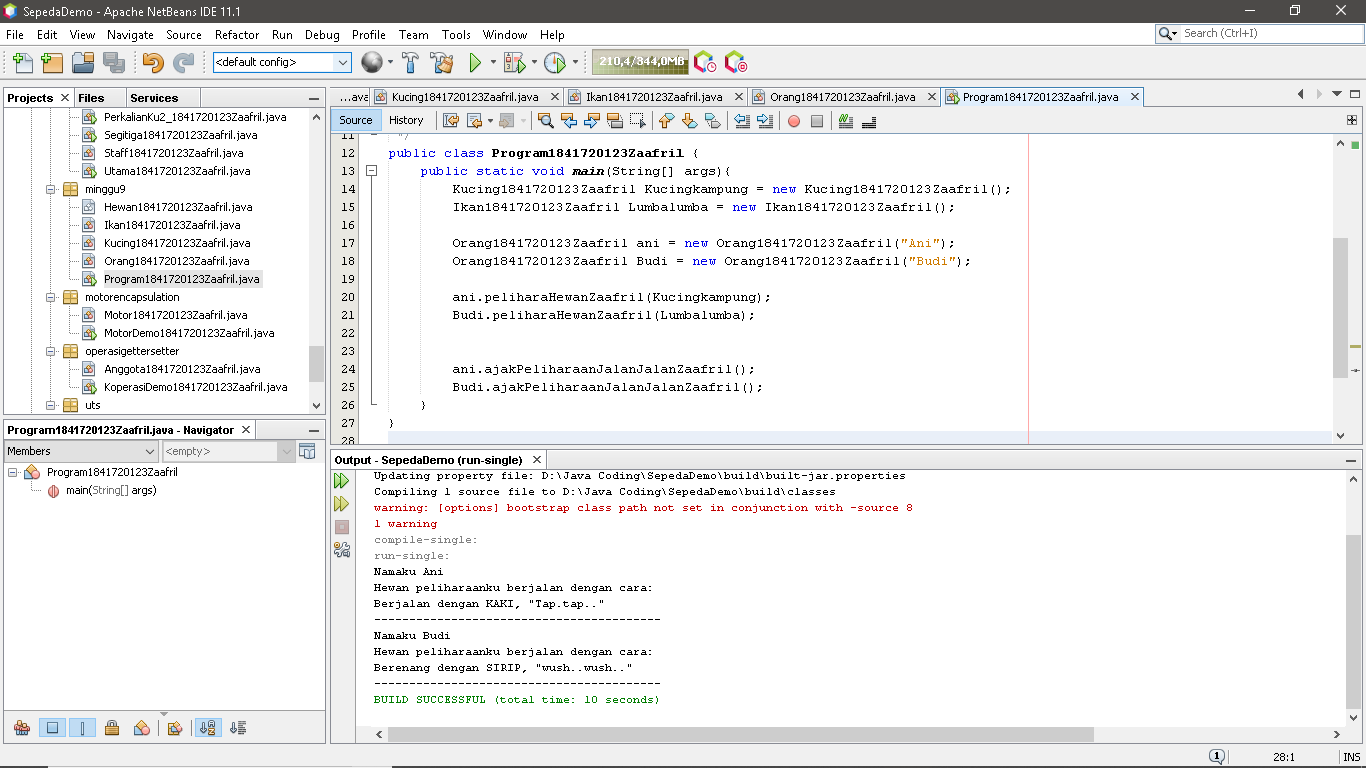 SepedaDemo - Apache NetBeans IDE 11.1
File Edit View Navigate Source Refactor Run Debug Profile Team Tools Window Help
Search (Ctrl+I)
<default config>
210,4/344,0MB
Projects Files Services
PerkalianKu2_1841720123Zaafril.java
Segitiga1841720123Zaafril.java
Staff1841720123Zaafril.java
Utama1841720123Zaafril.java
minggu9
Hewan1841720123Zaafril.java
Ikan1841720123Zaafril.java
Kucing1841720123Zaafril.java
Orang1841720123Zaafril.java
Program1841720123Zaafril.java
motorencapsulation
Motor1841720123Zaafril.java
MotorDemo1841720123Zaafril.java
operasigettersetter
Anggota1841720123Zaafril.java
KoperasiDemo1841720123Zaafril.java
uts
Program1841720123Zaafril.java - Navigator
Members <empty>
Program1841720123Zaafril
main(String[] args)
...ava Kucing1841720123Zaafril.java Ikan1841720123Zaafril.java Orang1841720123Zaafril.java Program1841720123Zaafril.java
Source History
11 */
12 public class Program1841720123Zaafril {
13 public static void main(String[] args){
14 Kucing1841720123Zaafril Kucingkampung = new Kucing1841720123Zaafril();
15 Ikan1841720123Zaafril Lumbalumba = new Ikan1841720123Zaafril();
16
17 Orang1841720123Zaafril ani = new Orang1841720123Zaafril("Ani");
18 Orang1841720123Zaafril Budi = new Orang1841720123Zaafril("Budi");
19
20 ani.peliharaHewanZaafril(Kucingkampung);
21 Budi.peliharaHewanZaafril(Lumbalumba);
22
23
24 ani.ajakPeliharaanJalanJalanZaafril();
25 Budi.ajakPeliharaanJalanJalanZaafril();
26 }
27 }
28
Output - SepedaDemo (run-single)
Updating property file: D:\Java Coding\SepedaDemo\build\built-jar.properties
Compiling 1 source file to D:\Java Coding\SepedaDemo\build\classes
warning: [options] bootstrap class path not set in conjunction with -source 8
1 warning
compile-single:
run-single:
Namaku Ani
Hewan peliharaanku berjalan dengan cara:
Berjalan dengan KAKI, "Tap.tap.."
-----------------------------------------
Namaku Budi
Hewan peliharaanku berjalan dengan cara:
Berenang dengan SIRIP, "wush..wush.."
-----------------------------------------
BUILD SUCCESSFUL (total time: 10 seconds)
1 28:1 INS